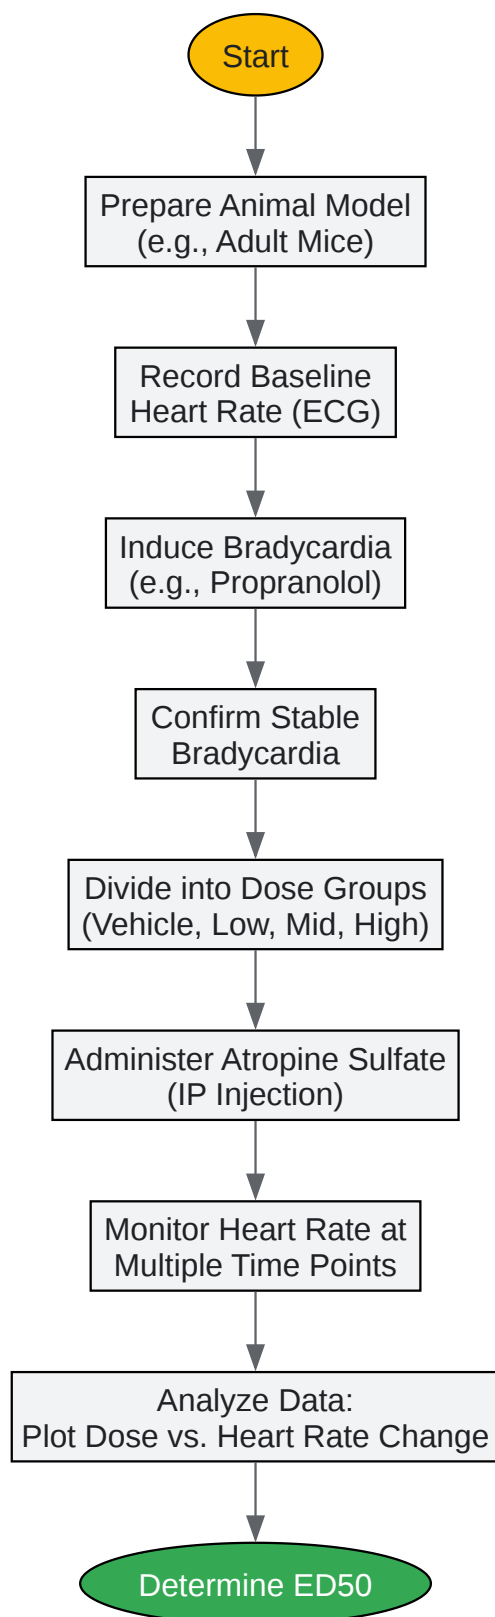 Start
Prepare Animal Model
(e.g., Adult Mice)
Record Baseline
Heart Rate (ECG)
Induce Bradycardia
(e.g., Propranolol)
Confirm Stable
Bradycardia
Divide into Dose Groups
(Vehicle, Low, Mid, High)
Administer Atropine Sulfate
(IP Injection)
Monitor Heart Rate at
Multiple Time Points
Analyze Data:
Plot Dose vs. Heart Rate Change
Determine ED50